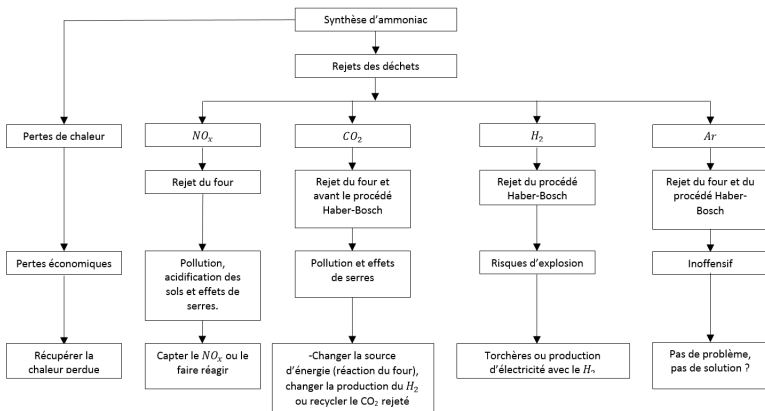 Synthèse d'ammoniac
Rejets des déchets
Pertes de chaleur
NOₓ
CO₂
H₂
Ar
Rejet du four
Rejet du four et
avant le procédé
Haber-Bosch
Rejet du procédé
Haber-Bosch
Rejet du four et du
procédé Haber-
Bosch
Pertes économiques
Pollution,
acidification des
sols et effets de
serres.
Pollution et effets
de serres
Risques d'explosion
Inoffensif
Récupérer la
chaleur perdue
Capter le NOₓ ou le
faire réagir
-Changer la source
d'énergie (réaction du four),
changer la production du H₂
ou recycler le CO₂ rejeté
Torchères ou production
d'électricité avec le H₂
Pas de problème,
pas de solution ?